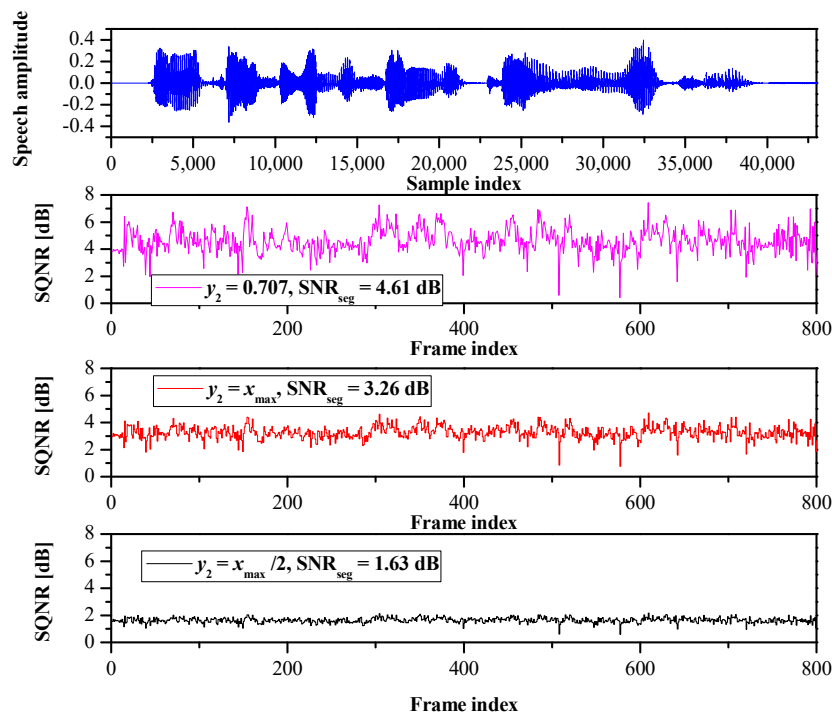 Speech amplitude
0.4
0.2
0.0
-0.2
-0.4
0 5,000 10,000 15,000 20,000 25,000 30,000 35,000 40,000
Sample index
SQNR [dB]
8
6
4
2
0
y2 = 0.707, SNRseg = 4.61 dB
0 200 400 600 800
Frame index
SQNR [dB]
8
6
4
2
0
y2 = xmax, SNRseg = 3.26 dB
0 200 400 600 800
Frame index
SQNR [dB]
8
6
4
2
0
y2 = xmax /2, SNRseg = 1.63 dB
0 200 400 600 800
Frame index